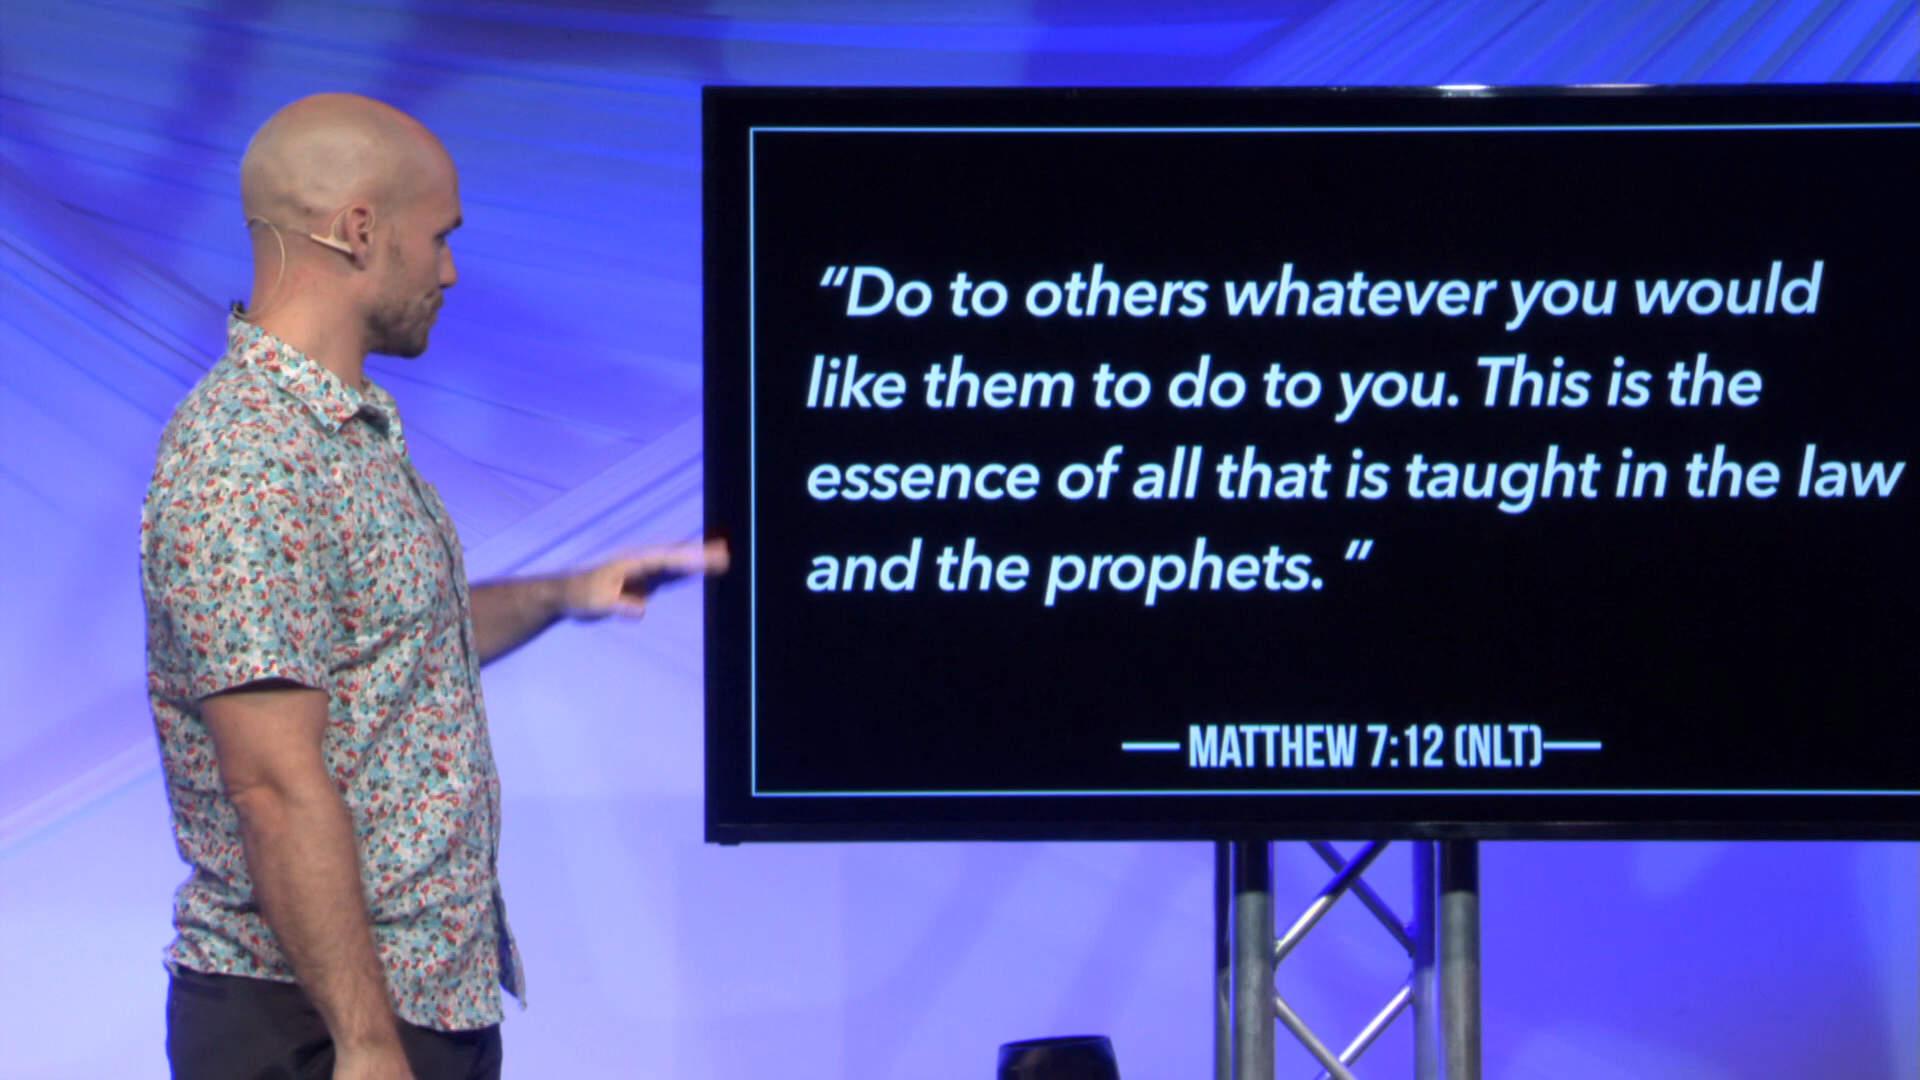 “Do to others whatever you would
like them to do to you. This is the
essence of all that is taught in the law
and the prophets. ”
— MATTHEW 7:12 (NLT)—